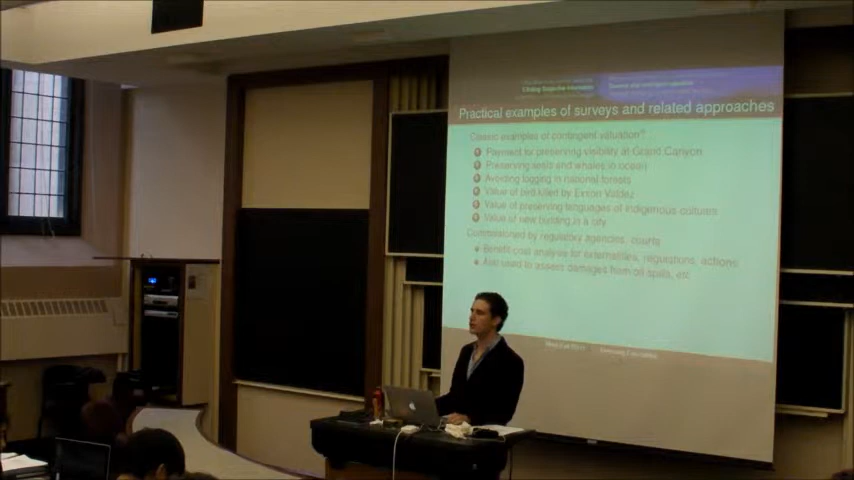 Practical examples of surveys and related approaches
Classic examples of contingent valuation?
Payment for preserving visibility at Grand Canyon
Preserving seals and whales in ocean
Avoiding logging in national forests
Value of bird killed by Exxon Valdez
Value of preserving languages of indigenous cultures
Value of new building in a city
Commissioned by regulatory agencies, courts
Benefit cost analysis for externalities, regulations, actions
Also used to assess damages from oil spills, etc